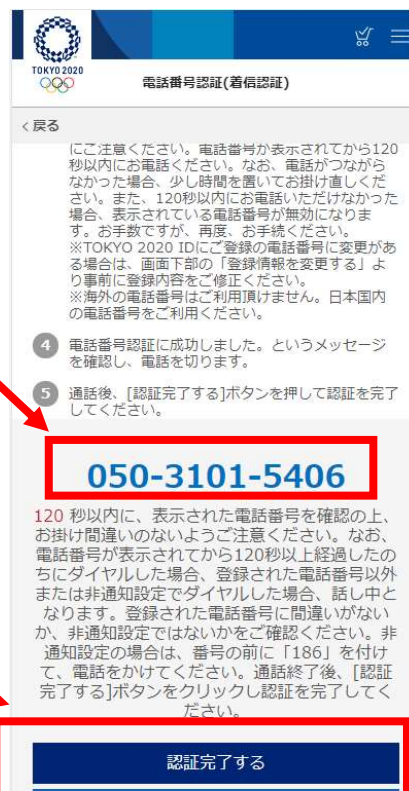 TOKYO 2020
電話番号認証(着信認証)
<戻る
にご注意ください。電話番号が表示されてから120
秒以内にお電話ください。なお、電話がつながら
なかった場合、少し時間を置いてお掛け直しくだ
さい。また、120秒以内にお電話いただけなかった
場合、表示されている電話番号が無効になりま
す。お手数ですが、再度、お手続ください。
※TOKYO 2020 IDにご登録の電話番号に変更があ
る場合は、画面下部の「登録情報を変更する」よ
り事前に登録内容をご修正ください。
※海外の電話番号はご利用頂けません。日本国内
の電話番号をご利用ください。
4 電話番号認証に成功しました。というメッセージ
を確認し、電話を切ります。
5 通話後、[認証完了する]ボタンを押して認証を完了
してください。
050-3101-5406
120 秒以内に、表示された電話番号を確認の上、
お掛け間違いのないようご注意ください。なお、
電話番号が表示されてから120秒以上経過したの
ちにダイヤルした場合、登録された電話番号以外
または非通知設定でダイヤルした場合、話し中と
なります。登録された電話番号に間違いがない
か、非通知設定ではないかをご確認ください。非
通知設定の場合は、番号の前に「186」を付け
て、電話をかけてください。通話終了後、[認証
完了する]ボタンをクリックし認証を完了してく
ださい。
認証完了する